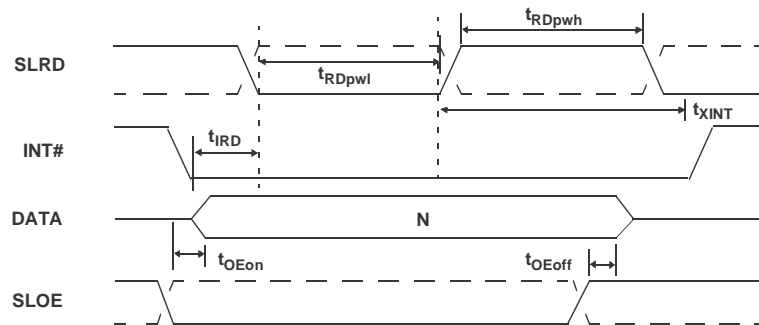 tRDpwh
SLRD
tRDpwl
tXINT
tIRD
INT#
DATA
N
tOEon
tOEoff
SLOE